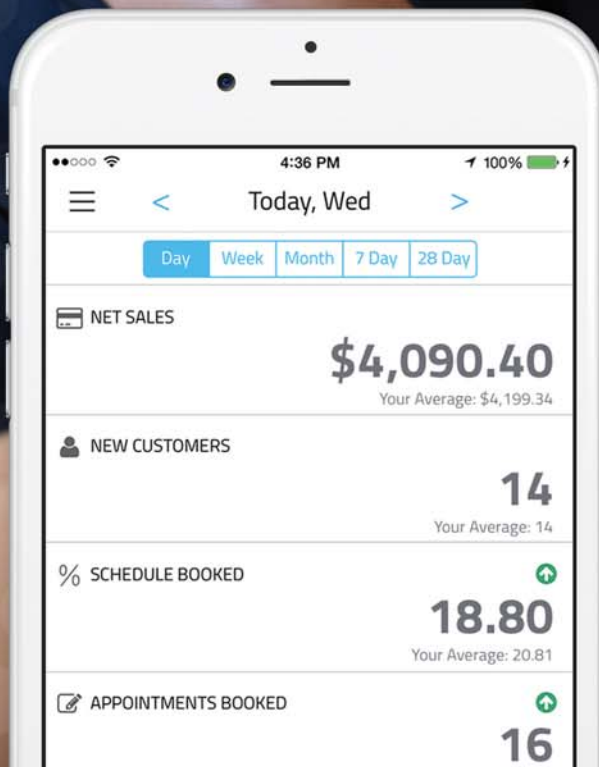 4:36 PM
100%
< Today, Wed >
Day Week Month 7 Day 28 Day
NET SALES
$4,090.40
Your Average: $4,199.34
NEW CUSTOMERS
14
Your Average: 14
% SCHEDULE BOOKED
18.80
Your Average: 20.81
APPOINTMENTS BOOKED
16